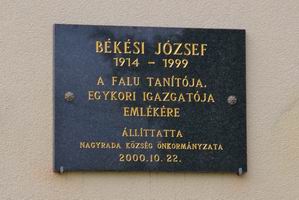 BÉKÉSI JÓZSEF
1914 – 1999
A FALU TANÍTÓJA,
EGYKORI IGAZGATÓJA
EMLÉKÉRE
ÁLLÍTTATTA
NAGYRADA KÖZSÉG ÖNKORMÁNYZATA
2000.10.22.